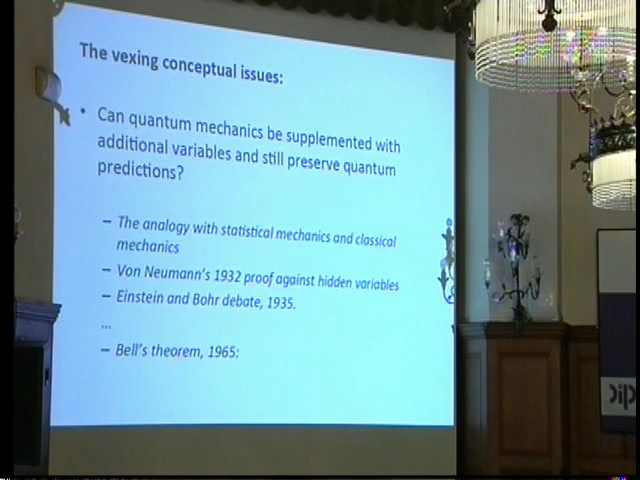 The vexing conceptual issues:
• Can quantum mechanics be supplemented with
additional variables and still preserve quantum
predictions?
– The analogy with statistical mechanics and classical
mechanics
– Von Neumann's 1932 proof against hidden variables
– Einstein and Bohr debate, 1935.
...
– Bell's theorem, 1965: